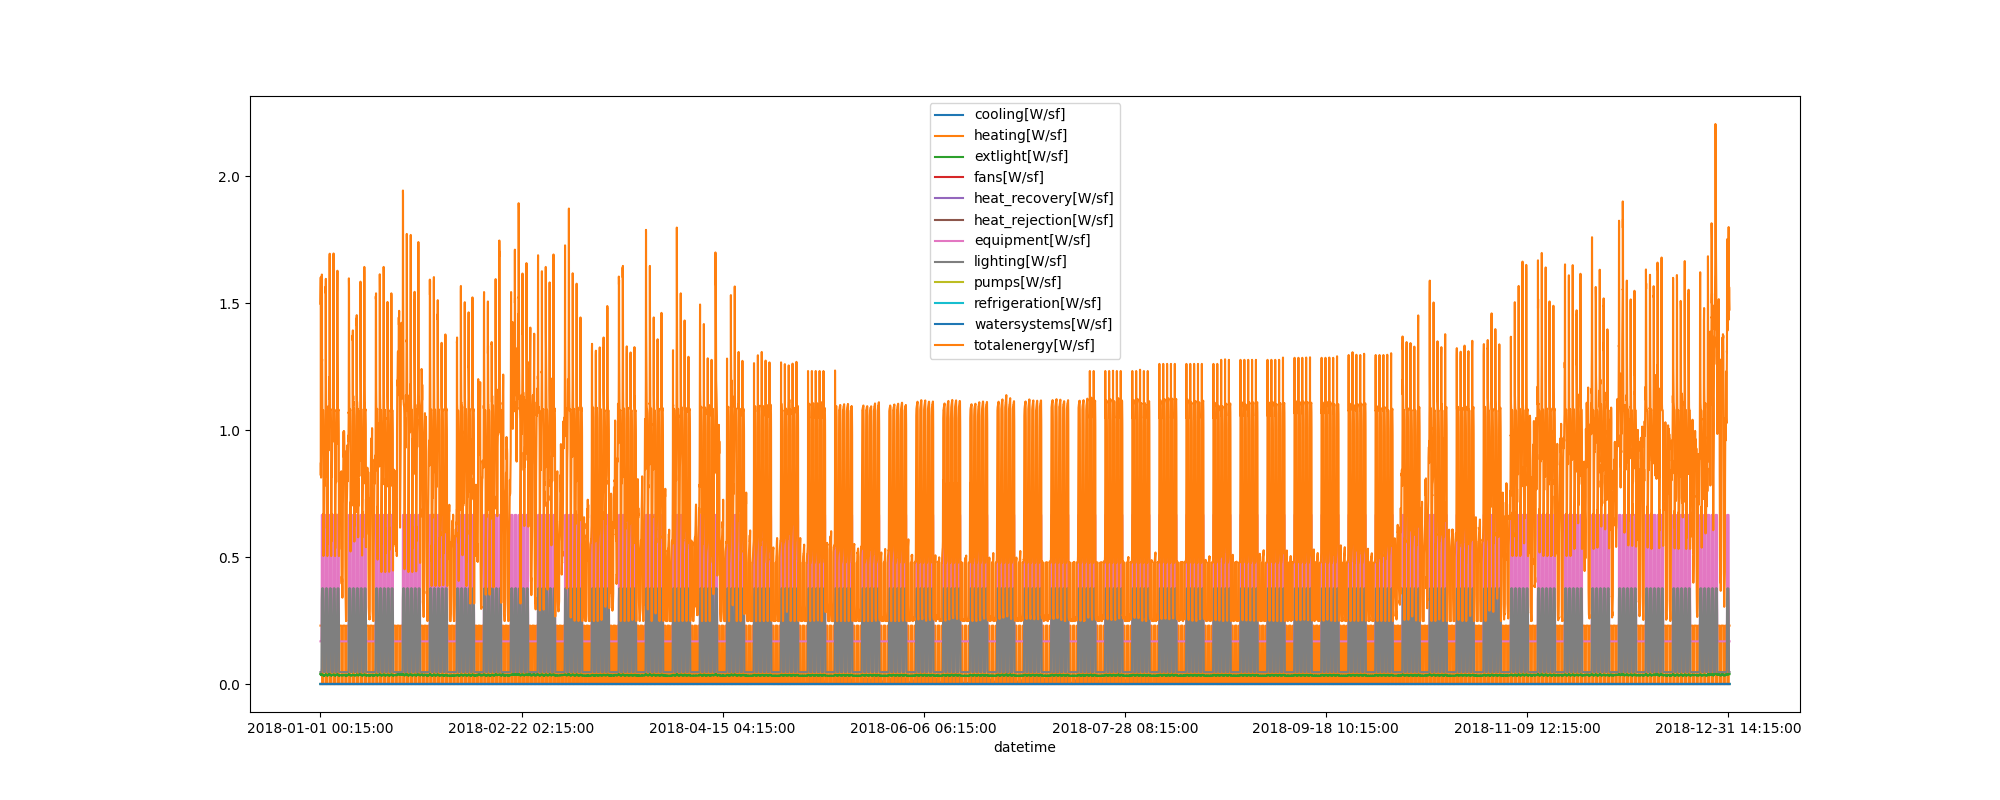 cooling[W/sf]
heating[W/sf]
extlight[W/sf]
fans[W/sf]
heat_recovery[W/sf]
heat_rejection[W/sf]
equipment[W/sf]
lighting[W/sf]
pumps[W/sf]
refrigeration[W/sf]
watersystems[W/sf]
totalenergy[W/sf]
2.0
1.5
1.0
0.5
0.0
2018-01-01 00:15:00 2018-02-22 02:15:00 2018-04-15 04:15:00 2018-06-06 06:15:00 2018-07-28 08:15:00 2018-09-18 10:15:00 2018-11-09 12:15:00 2018-12-31 14:15:00
datetime